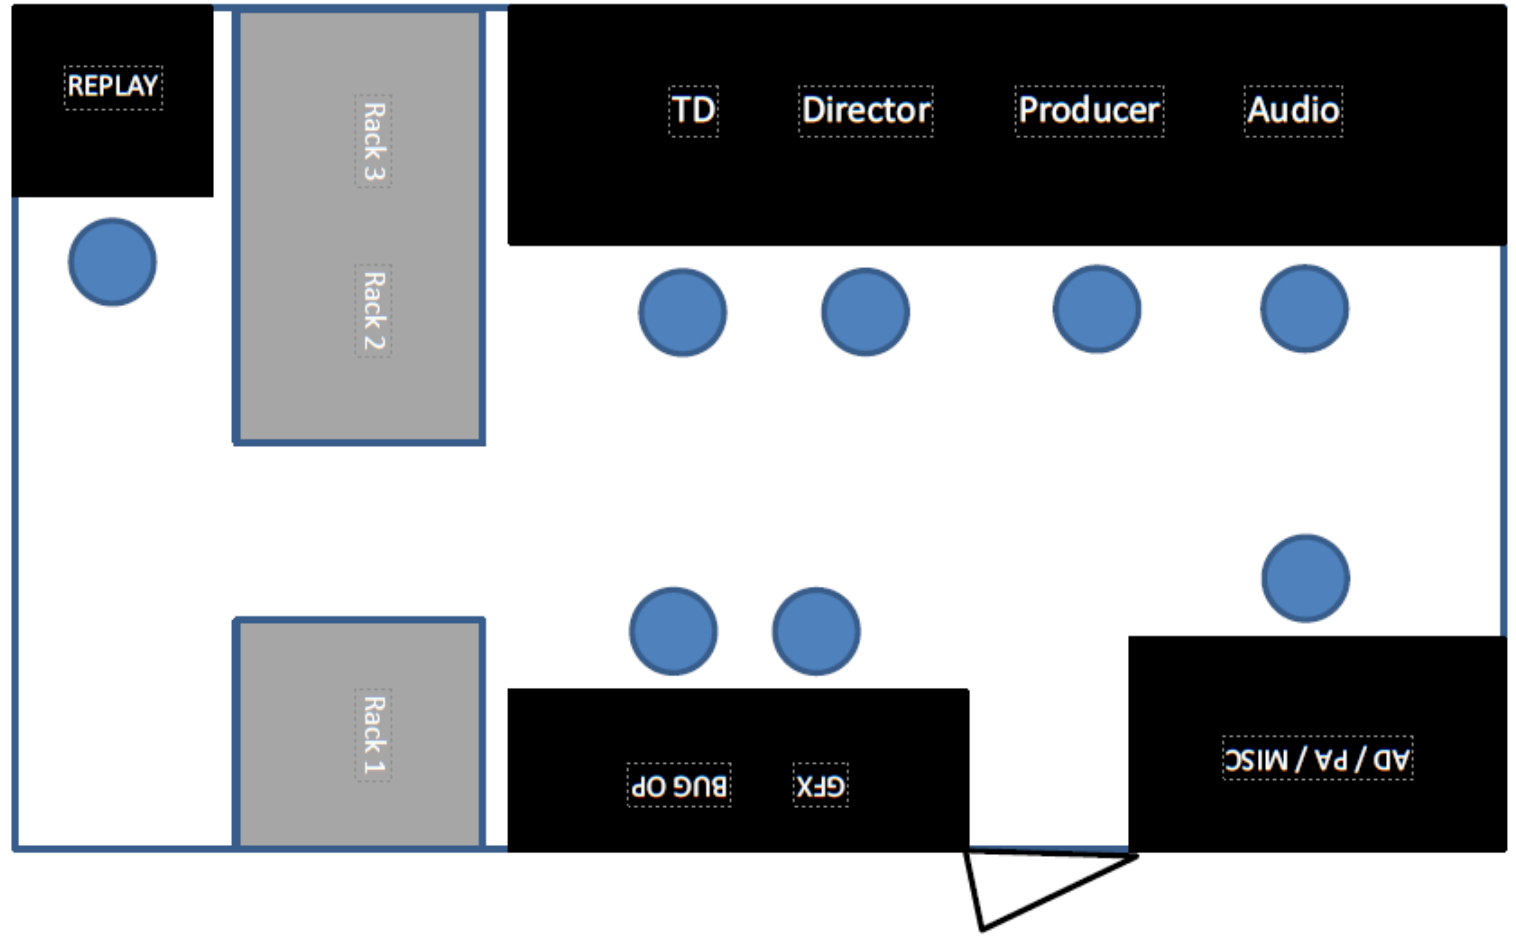 REPLAY
Rack 3
TD
Director
Producer
Audio
Rack 2
Rack 1
BUG OP
GFX
AD / PA / MISC